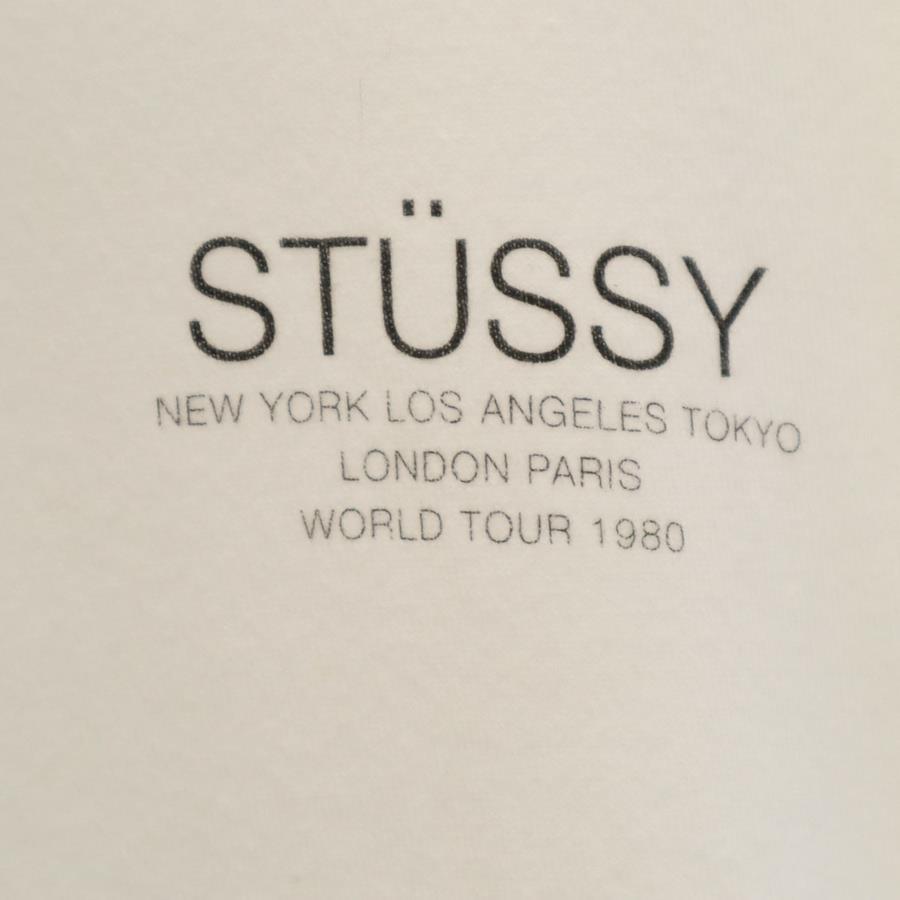 STÜSSY
NEW YORK LOS ANGELES TOKYO
LONDON PARIS
WORLD TOUR 1980